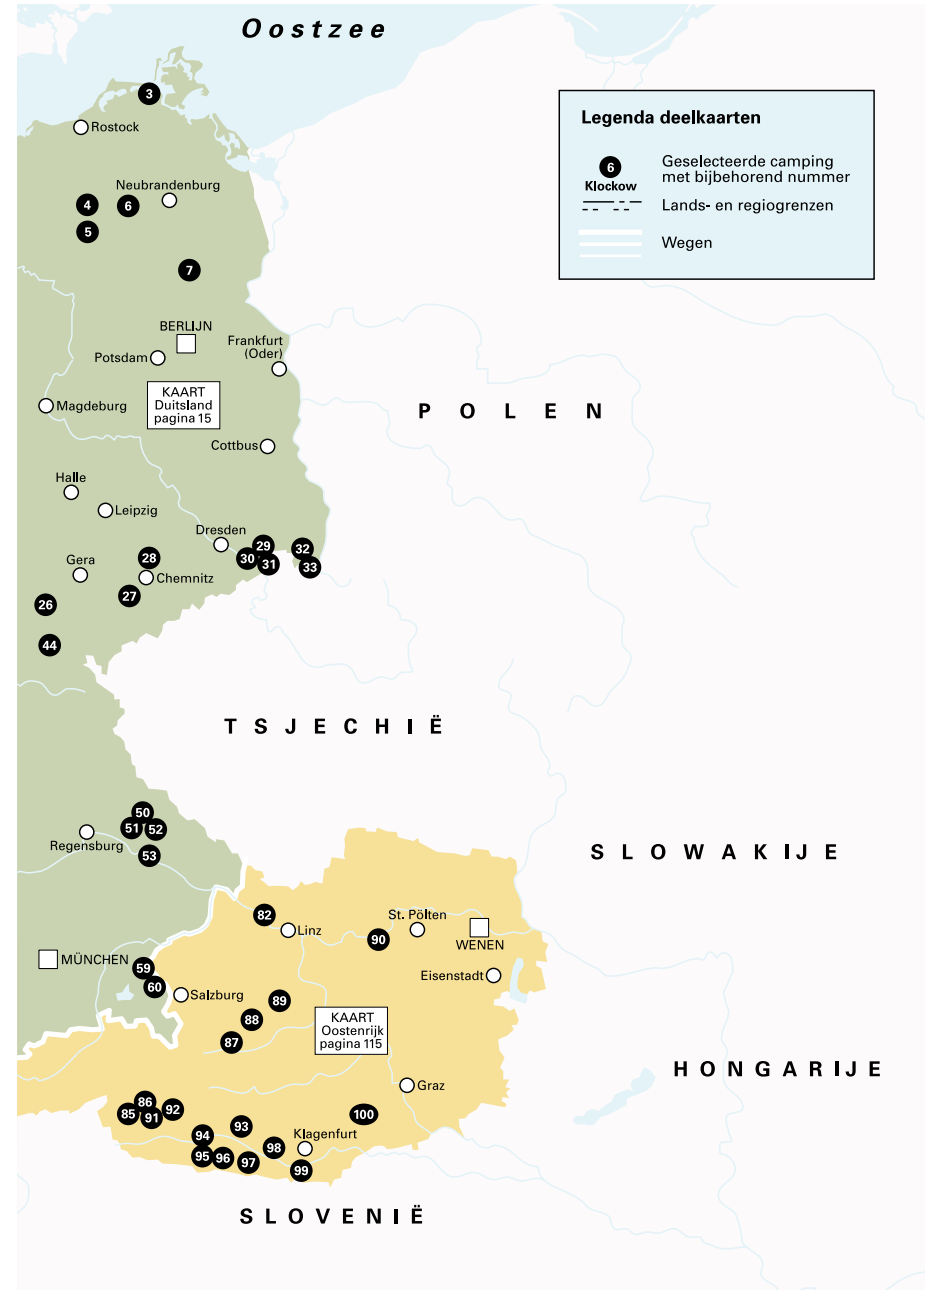 Oostzee
3
Rostock
Legenda deelkaarten
6
Klockow
Geselecteerde camping
met bijbehorend nummer
Lands- en regiogrenzen
Wegen
Neubrandenburg
4
6
5
7
BERLIJN
Potsdam
Frankfurt
(Oder)
KAART
Duitsland
pagina 15
Magdeburg
POLEN
Cottbus
Halle
Leipzig
Dresden
29
30
31
32
33
Gera
28
Chemnitz
27
26
44
TSJECHIË
50
51
52
Regensburg
53
SLOWAKIJE
82
Linz
St. Pölten
90
WENEN
MÜNCHEN
59
60
Salzburg
Eisenstadt
89
88
87
KAART
Oostenrijk
pagina 115
HONGARIJE
Graz
86
85
91
92
100
93
94
Klagenfurt
95
96
97
98
99
SLOVENIË